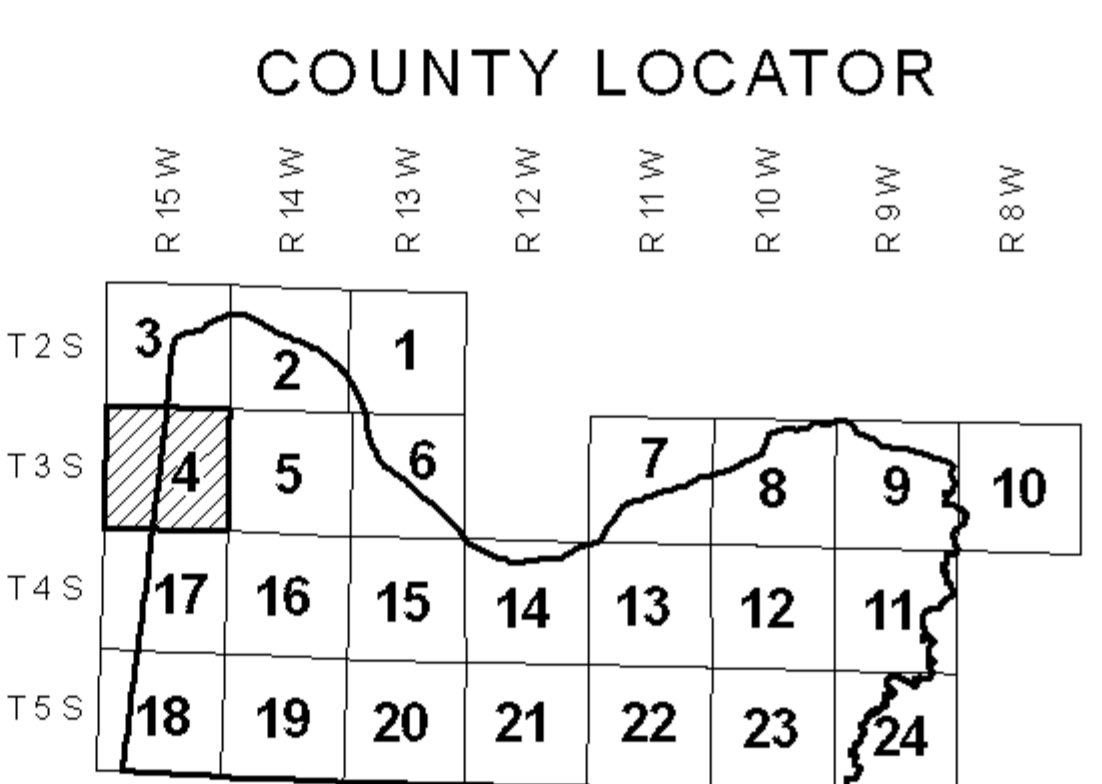 COUNTY LOCATOR
R 15 W R 14 W R 13 W R 12 W R 11 W R 10 W R 9 W R 8 W
T 2 S 3 2 1
T 3 S 4 5 6 7 8 9 10
T 4 S 17 16 15 14 13 12 11
T 5 S 18 19 20 21 22 23 24